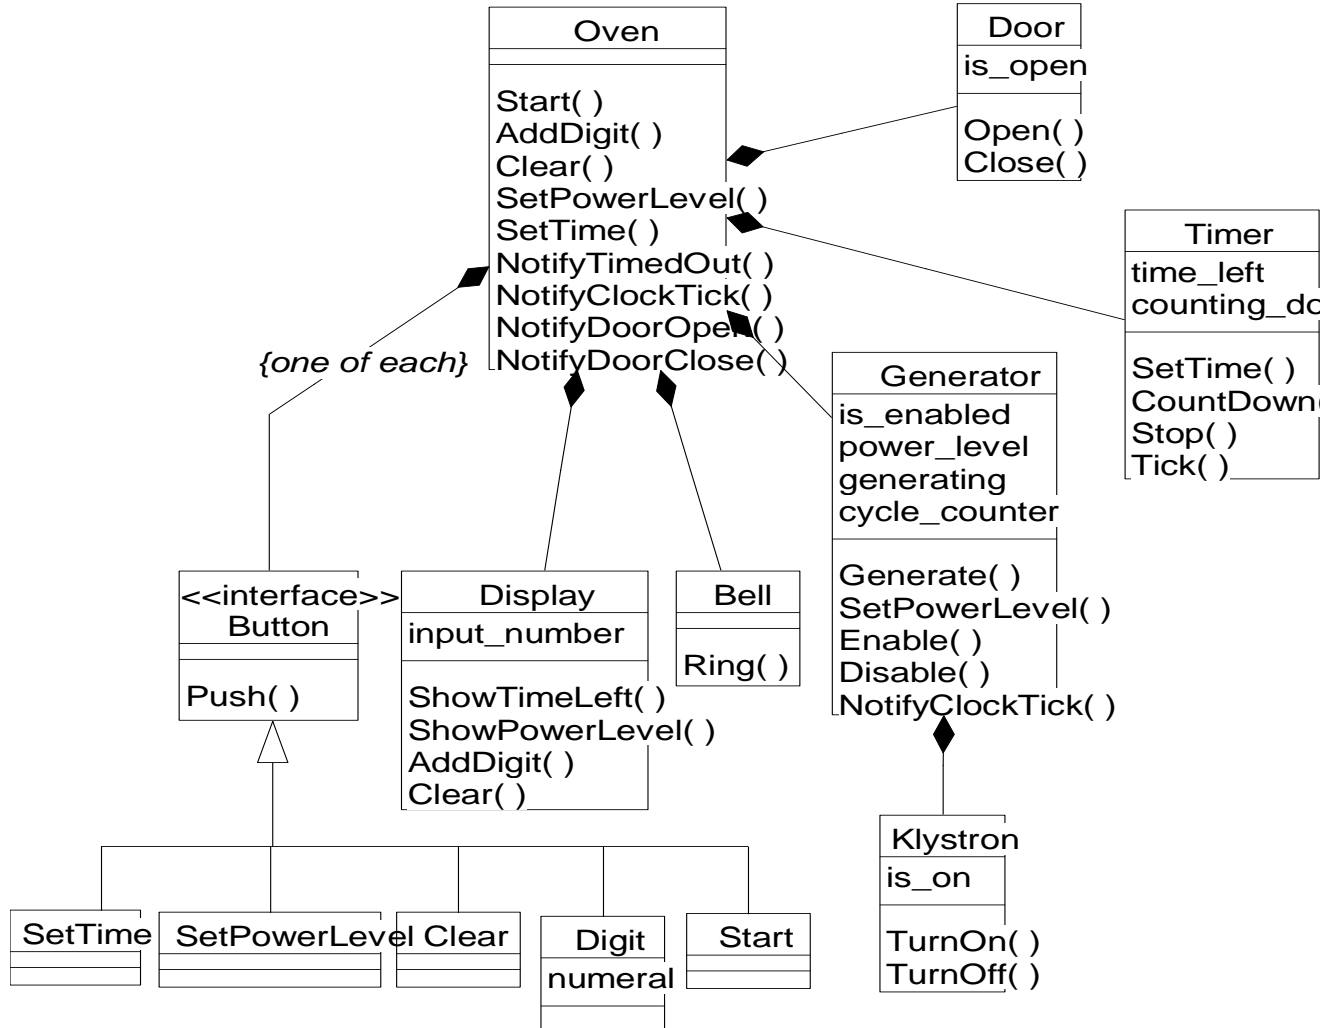 Oven
Start( )
AddDigit( )
Clear( )
SetPowerLevel( )
SetTime( )
NotifyTimedOut( )
NotifyClockTick( )
NotifyDoorOpen( )
NotifyDoorClose( )
Door
is_open
Open( )
Close( )
Timer
time_left
counting_do
SetTime( )
CountDown(
Stop( )
Tick( )
{one of each}
Generator
is_enabled
power_level
generating
cycle_counter
Generate( )
SetPowerLevel( )
Enable( )
Disable( )
NotifyClockTick( )
<<interface>>
Button
Push( )
Display
input_number
ShowTimeLeft( )
ShowPowerLevel( )
AddDigit( )
Clear( )
Bell
Ring( )
Klystron
is_on
TurnOn( )
TurnOff( )
SetTime
SetPowerLevel
Clear
Digit
numeral
Start